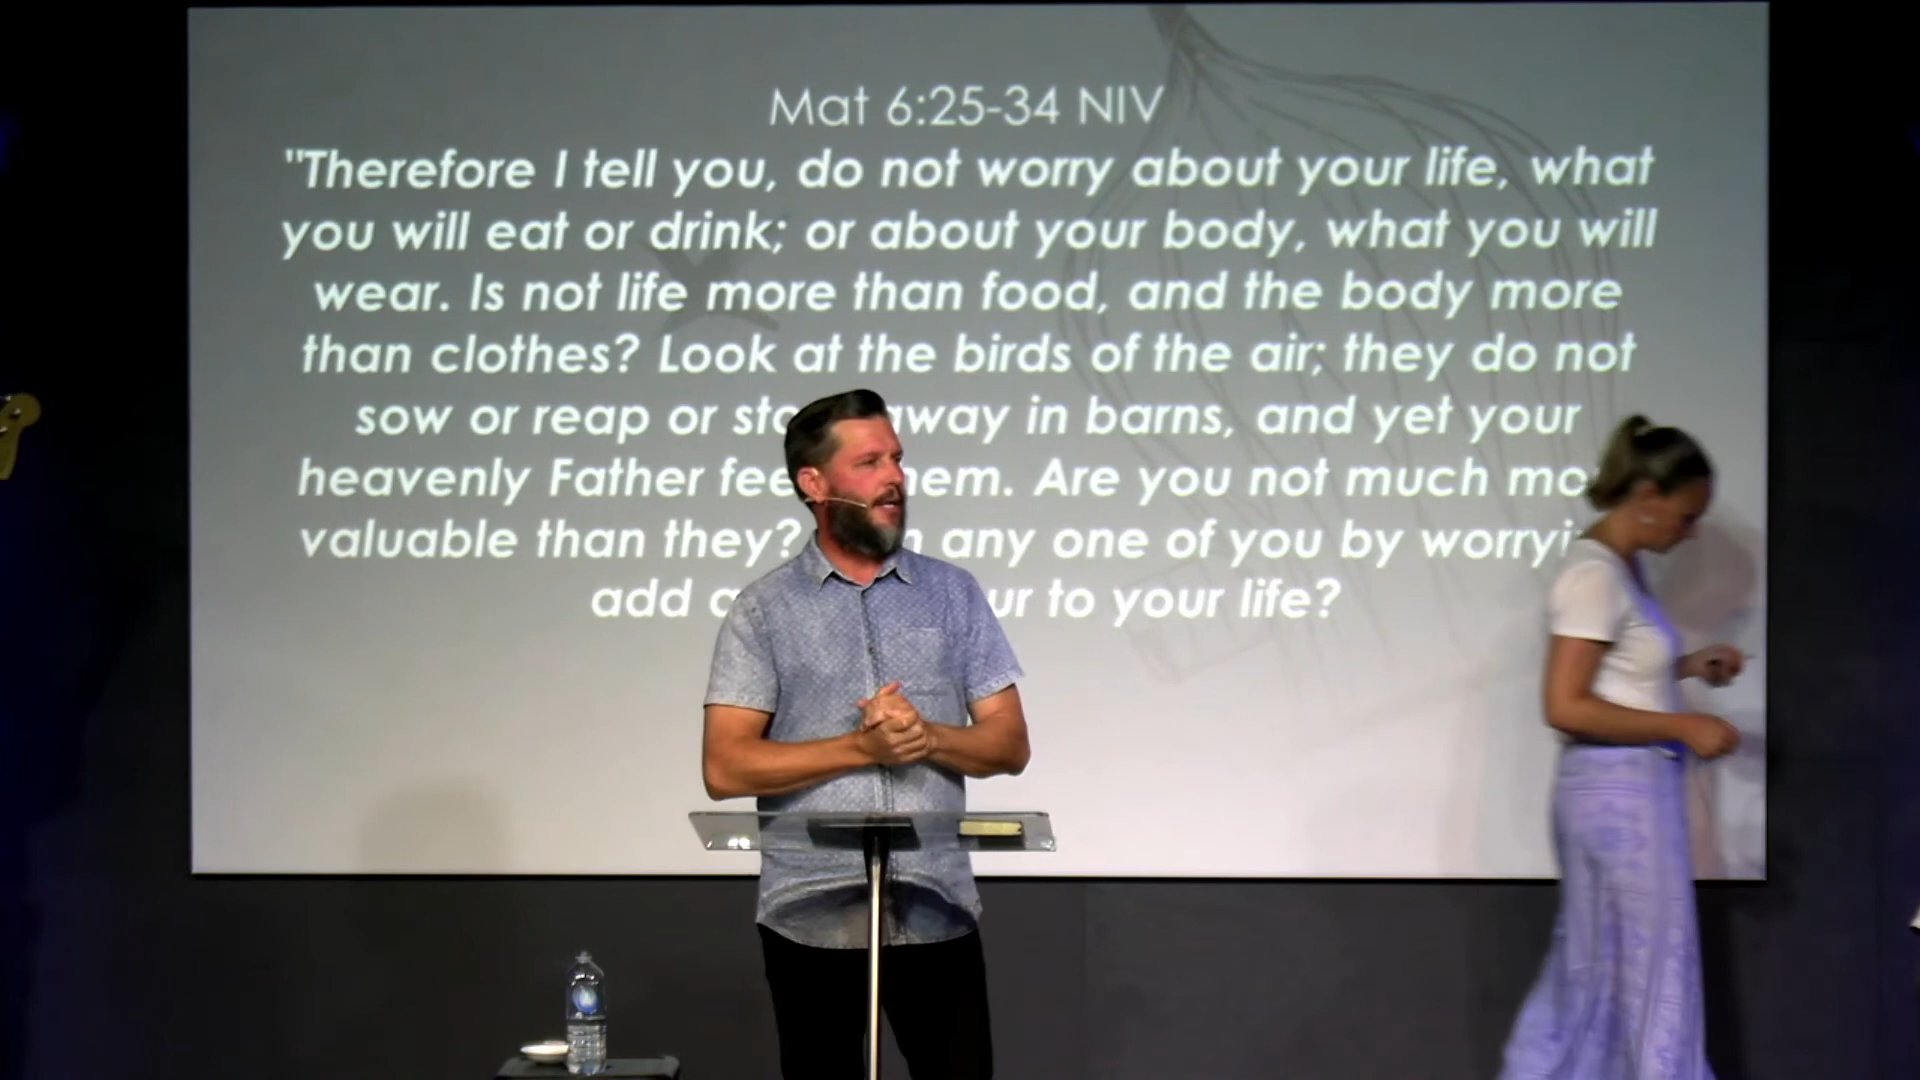 Mat 6:25-34 NIV
"Therefore I tell you, do not worry about your life, what
you will eat or drink; or about your body, what you will
wear. Is not life more than food, and the body more
than clothes? Look at the birds of the air; they do not
sow or reap or away in barns, and yet your
heavenly Father them. Are you not much
valuable than they? any one of you by
add to your life?